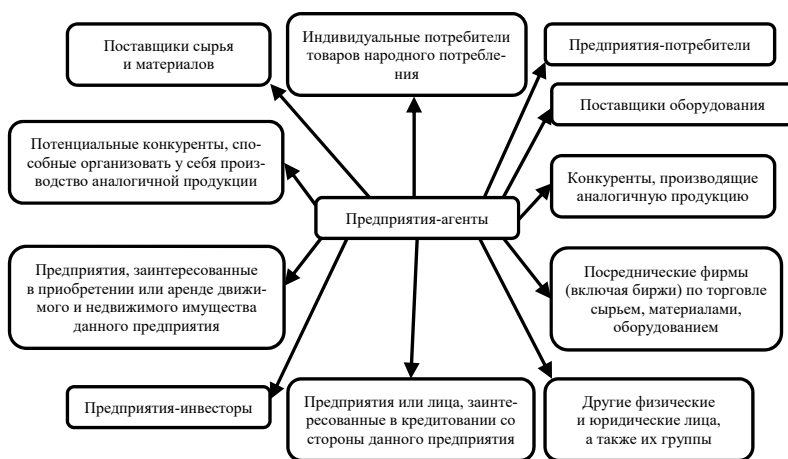 Поставщики сырья
и материалов
Индивидуальные потребители
товаров народного потребле-
ния
Предприятия-потребители
Поставщики оборудования
Потенциальные конкуренты, спо-
собные организовать у себя произ-
водство аналогичной продукции
Конкуренты, производящие
аналогичную продукцию
Предприятия-агенты
Предприятия, заинтересованные
в приобретении или аренде движи-
мого и недвижимого имущества
данного предприятия
Посреднические фирмы
(включая биржи) по торговле
сырьем, материалами,
оборудованием
Предприятия-инвесторы
Предприятия или лица, заинте-
ресованные в кредитовании со
стороны данного предприятия
Другие физические
и юридические лица,
а также их группы